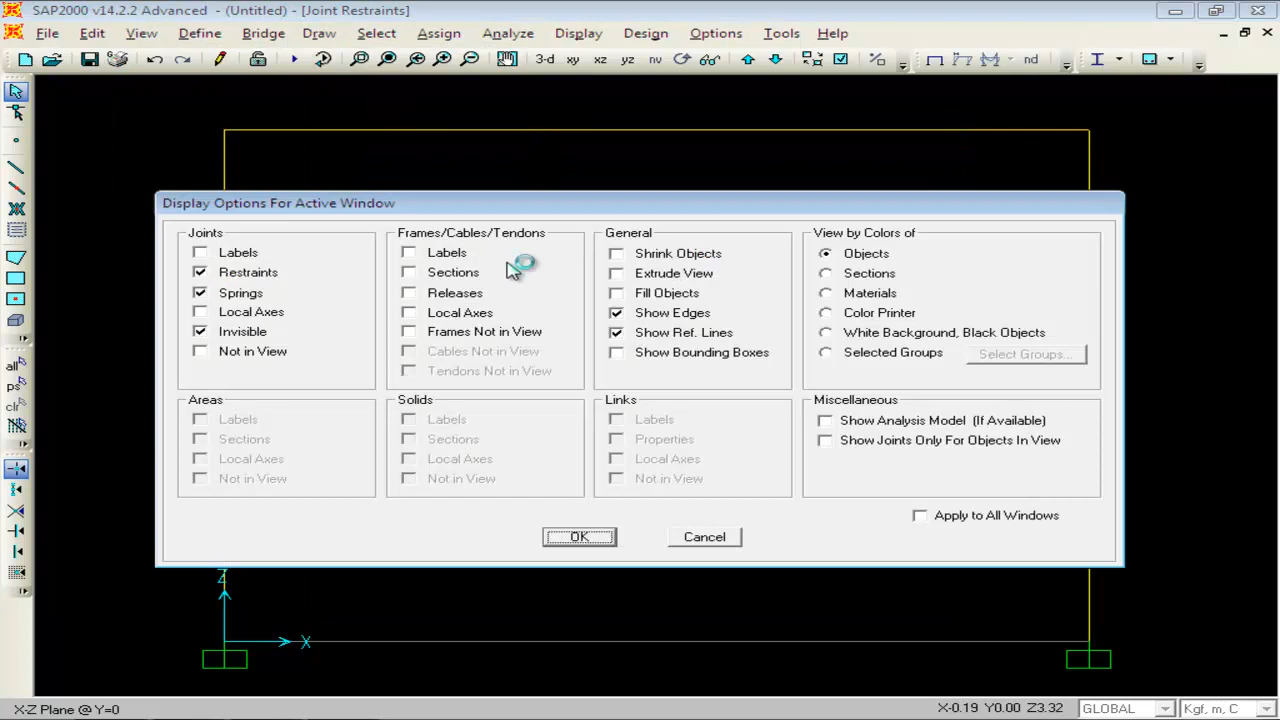 SAP2000 v14.2.2 Advanced - (Untitled) - [Joint Restraints]
File Edit View Define Bridge Draw Select Assign Analyze Display Design Options Tools Help
3-d xy xz yz nv nd
all
ps
clr
Display Options For Active Window
Joints
Labels
Restraints
Springs
Local Axes
Invisible
Not in View
Frames/Cables/Tendons
Labels
Sections
Releases
Local Axes
Frames Not in View
Cables Not in View
Tendons Not in View
General
Shrink Objects
Extrude View
Fill Objects
Show Edges
Show Ref. Lines
Show Bounding Boxes
View by Colors of
Objects
Sections
Materials
Color Printer
White Background, Black Objects
Selected Groups Select Groups...
Areas
Labels
Sections
Local Axes
Not in View
Solids
Labels
Sections
Local Axes
Not in View
Links
Labels
Properties
Local Axes
Not in View
Miscellaneous
Show Analysis Model (If Available)
Show Joints Only For Objects In View
Apply to All Windows
OK Cancel
Z
X
X-Z Plane @ Y=0 X-0.19 Y0.00 Z3.32 GLOBAL Kgf, m, C